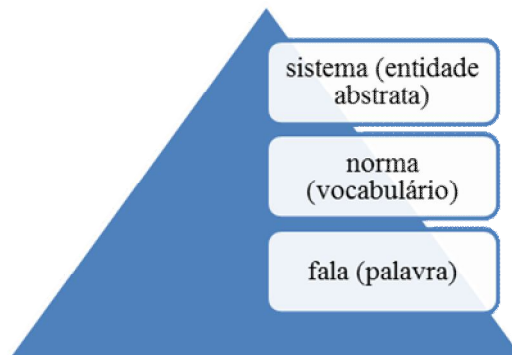 sistema (entidade
abstrata)
norma
(vocabulário)
fala (palavra)